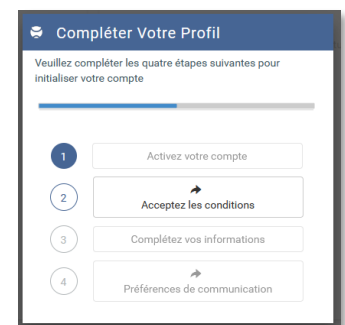 Compléter Votre Profil
Veuillez compléter les quatre étapes suivantes pour
initialiser votre compte
1 Activez votre compte
2 Acceptez les conditions
3 Complétez vos informations
4 Préférences de communication